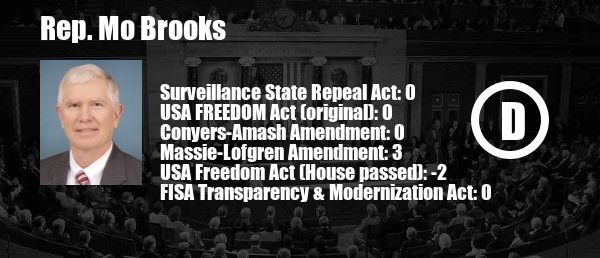 Rep. Mo Brooks
Surveillance State Repeal Act: 0
USA FREEDOM Act (original): 0
Conyers-Amash Amendment: 0
Massie-Lofgren Amendment: 3
USA Freedom Act (House passed): -2
FISA Transparency & Modernization Act: 0
D